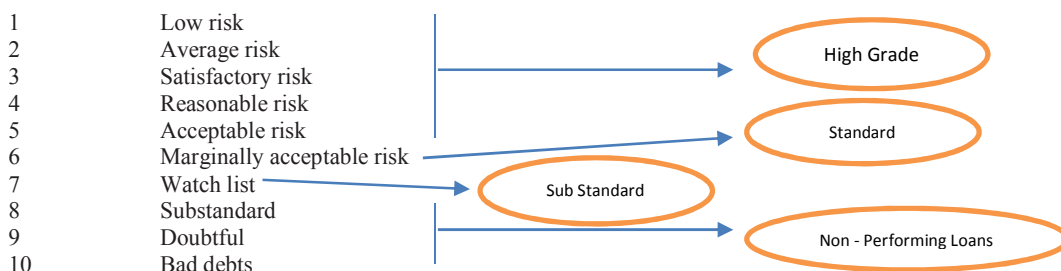 1 Low risk
2 Average risk
High Grade
3 Satisfactory risk
4 Reasonable risk
5 Acceptable risk
Standard
6 Marginally acceptable risk
7 Watch list
Sub Standard
8 Substandard
9 Doubtful
Non - Performing Loans
10 Bad debts